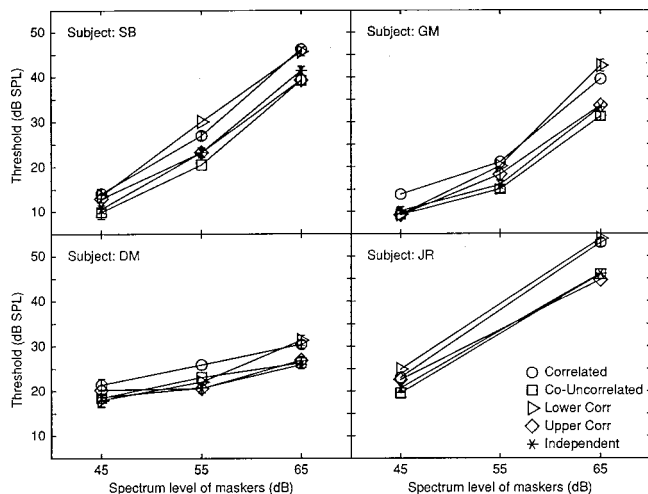 Subject: SB
Subject: GM
Threshold (dB SPL)
50
40
30
20
10
Subject: DM
Subject: JR
Threshold (dB SPL)
50
40
30
20
10
Correlated
Co-Uncorrelated
Lower Corr
Upper Corr
Independent
45 55 65
45 55 65
Spectrum level of maskers (dB)
Spectrum level of maskers (dB)